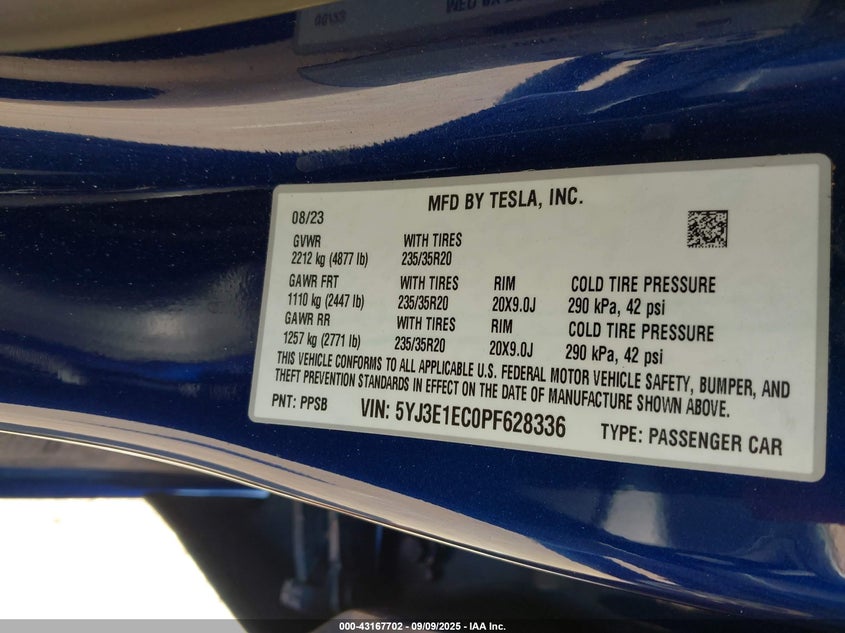 MFD BY TESLA, INC.
08/23
GVWR WITH TIRES
2212 kg (4877 lb) 235/35R20
GAWR FRT WITH TIRES RIM COLD TIRE PRESSURE
1110 kg (2447 lb) 235/35R20 20X9.0J 290 kPa, 42 psi
GAWR RR WITH TIRES RIM COLD TIRE PRESSURE
1257 kg (2771 lb) 235/35R20 20X9.0J 290 kPa, 42 psi
THIS VEHICLE CONFORMS TO ALL APPLICABLE U.S. FEDERAL MOTOR VEHICLE SAFETY, BUMPER, AND
THEFT PREVENTION STANDARDS IN EFFECT ON THE DATE OF MANUFACTURE SHOWN ABOVE.
PNT: PPSB VIN: 5YJ3E1EC0PF628336 TYPE: PASSENGER CAR
000-43167702 - 09/09/2025 - IAA Inc.